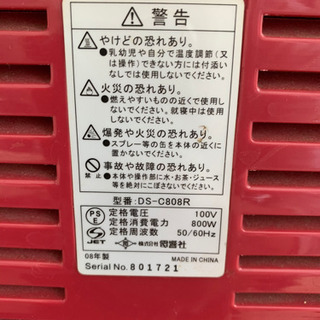 警告
やけどの恐れあり。
●乳幼児や自分で温度調節(又
は操作)できない方には付添い
なしでは使用しないでください。
火災の恐れあり。
●燃えやすいものの近くで使用し
ないでください。就寝中は使用
しないでください。
爆発や火災の恐れあり。
●スプレー等の缶を本体の近くに
置かないでください。
事故や故障の恐れあり。
●本体や操作部に水・お茶・ジュース
等を絶対にこぼさないでください。
型番:DS-C808R
PSE
定格電圧 100V
定格消費電力 800W
定格周波数 50/60Hz
JET
株式会社
08年製 MADE IN CHINA
Serial No. 801721